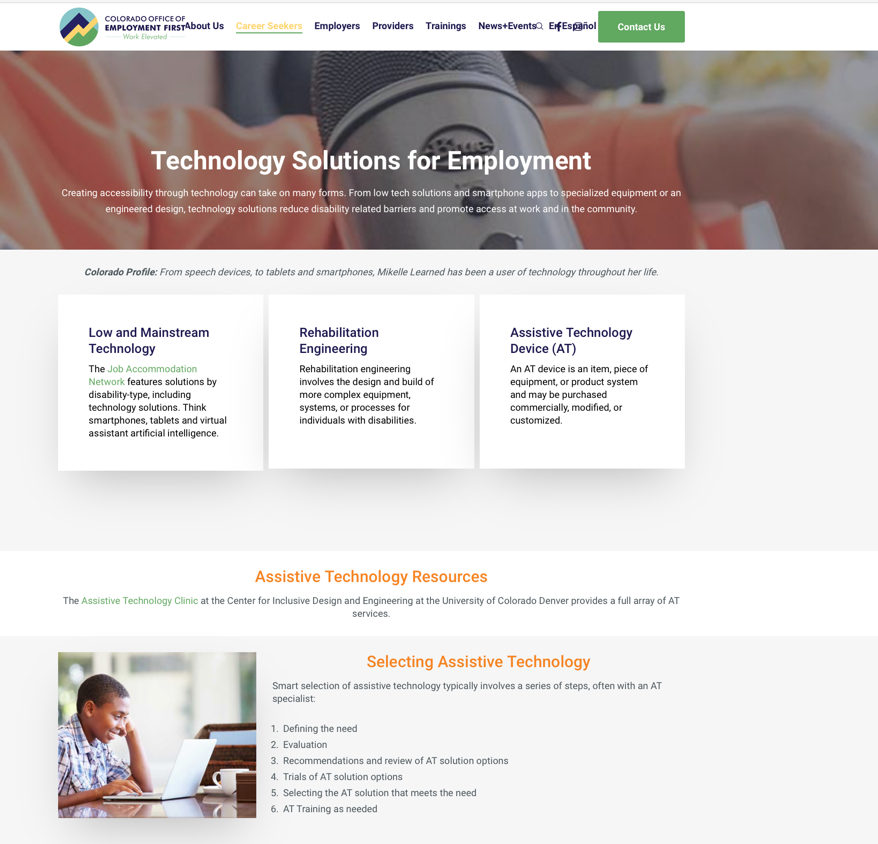 COLORADO OFFICE OF
EMPLOYMENT FIRST
Work Elevated
About Us Career Seekers Employers Providers Trainings News+Events En Español Contact Us
Technology Solutions for Employment
Creating accessibility through technology can take on many forms. From low tech solutions and smartphone apps to specialized equipment or an
engineered design, technology solutions reduce disability related barriers and promote access at work and in the community.
Colorado Profile: From speech devices, to tablets and smartphones, Mikelle Learned has been a user of technology throughout her life.
Low and Mainstream
Technology
The Job Accommodation
Network features solutions by
disability-type, including
technology solutions. Think
smartphones, tablets and virtual
assistant artificial intelligence.
Rehabilitation
Engineering
Rehabilitation engineering
involves the design and build of
more complex equipment,
systems, or processes for
individuals with disabilities.
Assistive Technology
Device (AT)
An AT device is an item, piece of
equipment, or product system
and may be purchased
commercially, modified, or
customized.
Assistive Technology Resources
The Assistive Technology Clinic at the Center for Inclusive Design and Engineering at the University of Colorado Denver provides a full array of AT
services.
Selecting Assistive Technology
Smart selection of assistive technology typically involves a series of steps, often with an AT
specialist:
1. Defining the need
2. Evaluation
3. Recommendations and review of AT solution options
4. Trials of AT solution options
5. Selecting the AT solution that meets the need
6. AT Training as needed